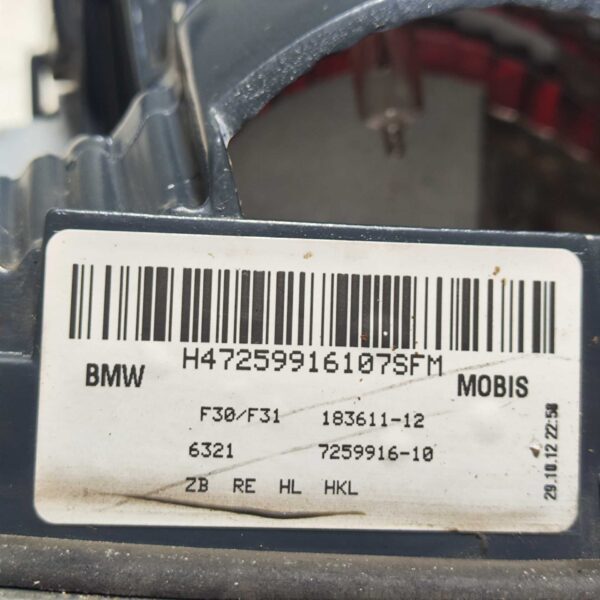 H47259916107SFM
BMW MOBIS
F30/F31 183611-12
6321 7259916-10
ZB RE HL HKL
29.10.12 22:58